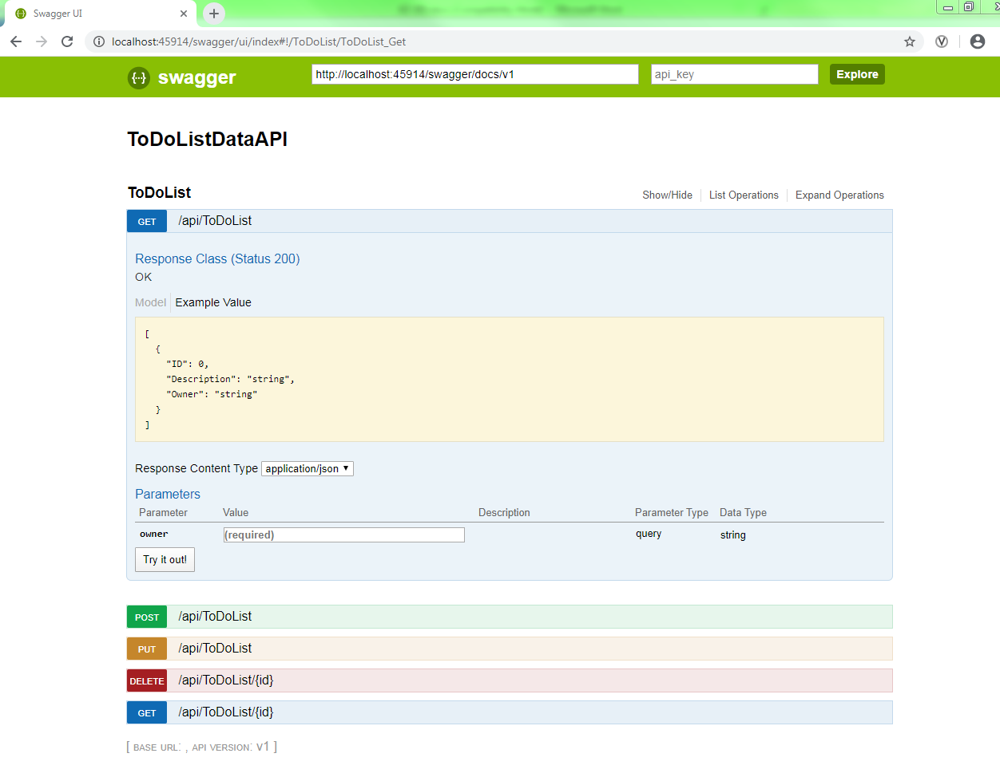 Swagger UI
localhost:45914/swagger/ui/index#!/ToDoList/ToDoList_Get
{··} swagger
http://localhost:45914/swagger/docs/v1
api_key
Explore
ToDoListDataAPI
ToDoList
Show/Hide
List Operations
Expand Operations
GET /api/ToDoList
Response Class (Status 200)
OK
Model Example Value
[
{
"ID": 0,
"Description": "string",
"Owner": "string"
}
]
Response Content Type application/json
Parameters
Parameter Value Description Parameter Type Data Type
owner (required) query string
Try it out!
POST /api/ToDoList
PUT /api/ToDoList
DELETE /api/ToDoList/{id}
GET /api/ToDoList/{id}
[ BASE URL: , API VERSION: V1 ]